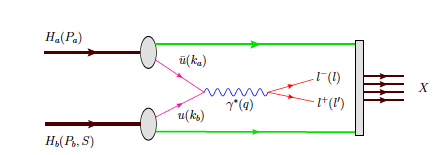 H_a(P_a)
ū(k_a)
l⁻(l)
γ*(q)
l⁺(l′)
X
u(k_b)
H_b(P_b, S)